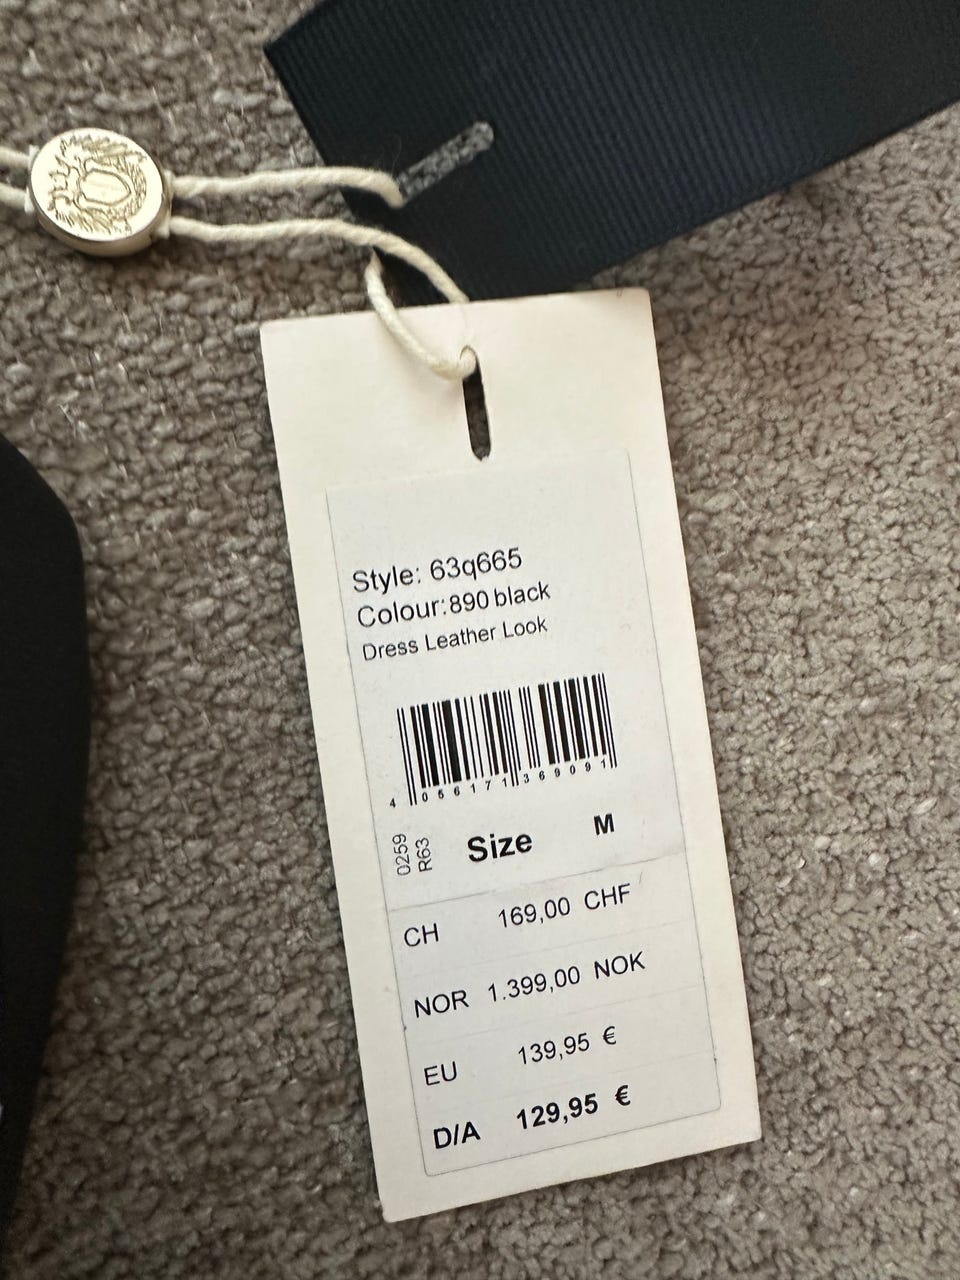 Style: 63q665
Colour:890 black
Dress Leather Look
4 056171 369091
0259
R63
Size M
CH 169,00 CHF
NOR 1.399,00 NOK
EU 139,95 €
D/A 129,95 €